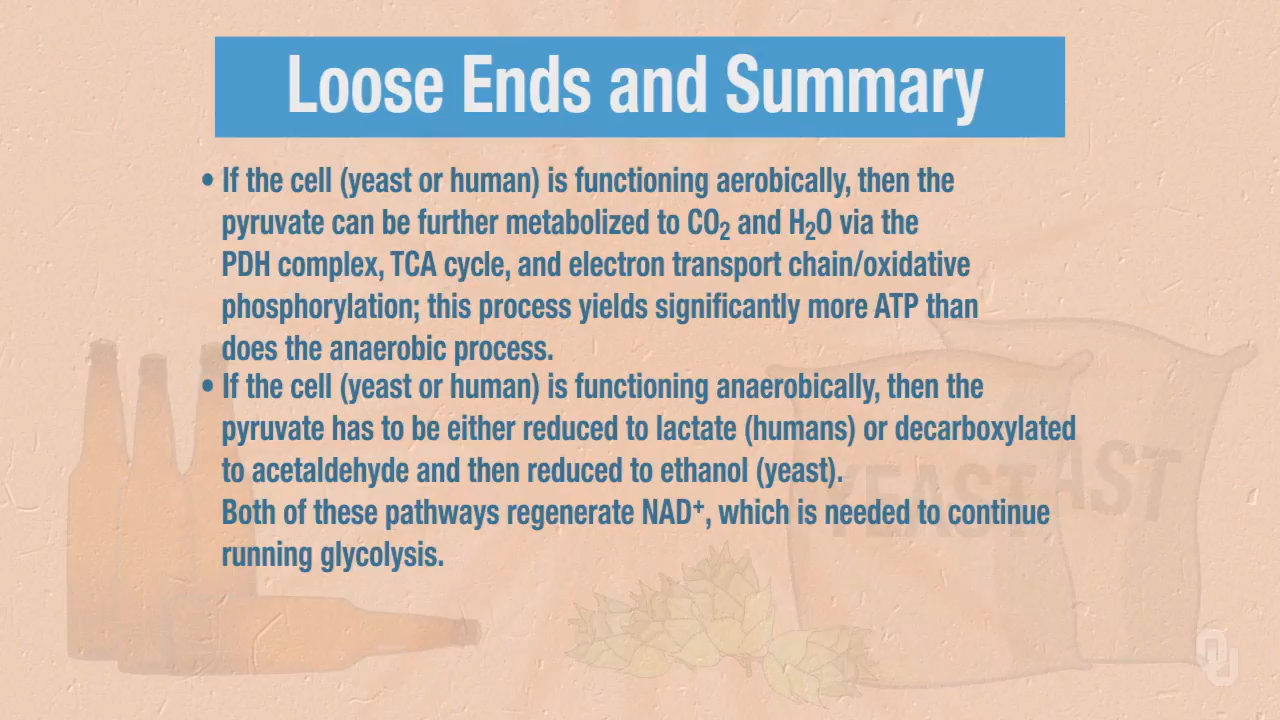 Loose Ends and Summary
• If the cell (yeast or human) is functioning aerobically, then the
pyruvate can be further metabolized to CO₂ and H₂O via the
PDH complex, TCA cycle, and electron transport chain/oxidative
phosphorylation; this process yields significantly more ATP than
does the anaerobic process.
• If the cell (yeast or human) is functioning anaerobically, then the
pyruvate has to be either reduced to lactate (humans) or decarboxylated
to acetaldehyde and then reduced to ethanol (yeast).
Both of these pathways regenerate NAD⁺, which is needed to continue
running glycolysis.
YEAST AST
OU